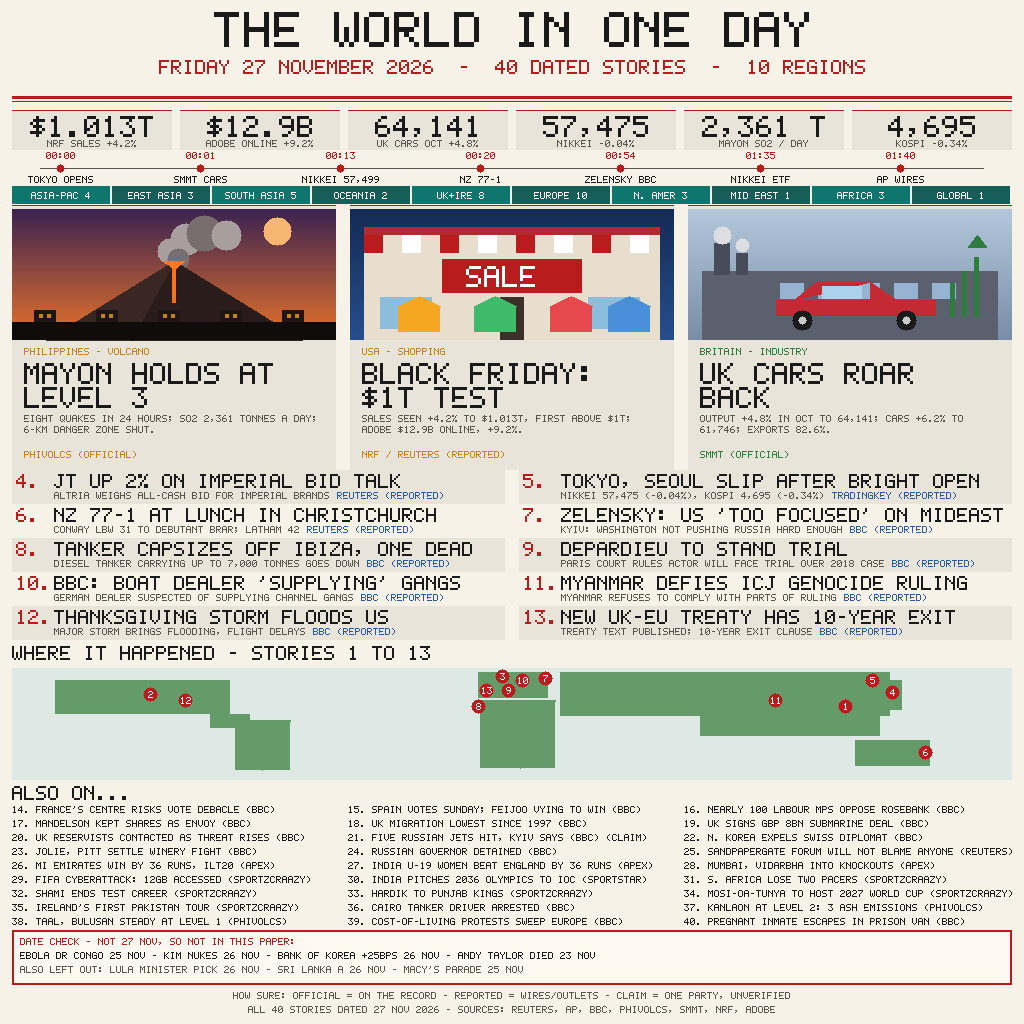 THE WORLD IN ONE DAY
FRIDAY 27 NOVEMBER 2026 - 40 DATED STORIES - 10 REGIONS
$1.013T
NRF SALES +4.2%
$12.9B
ADOBE ONLINE +9.2%
64,141
UK CARS OCT +4.8%
57,475
NIKKEI -0.04%
2,361 T
MAYON SO2 / DAY
4,695
KOSPI -0.34%
00:00
TOKYO OPENS
00:01
SMMT CARS
00:13
NIKKEI 57,499
00:20
NZ 77-1
00:54
ZELENSKY BBC
01:35
NIKKEI ETF
01:40
AP WIRES
ASIA-PAC 4
EAST ASIA 3
SOUTH ASIA 5
OCEANIA 2
UK+IRE 8
EUROPE 10
N. AMER 3
MID EAST 1
AFRICA 3
GLOBAL 1
PHILIPPINES - VOLCANO
MAYON HOLDS AT
LEVEL 3
EIGHT QUAKES IN 24 HOURS; SO2 2,361 TONNES A DAY;
6-KM DANGER ZONE SHUT.
PHIVOLCS (OFFICIAL)
SALE
USA - SHOPPING
BLACK FRIDAY:
$1T TEST
SALES SEEN +4.2% TO $1.013T, FIRST ABOVE $1T;
ADOBE $12.9B ONLINE, +9.2%.
NRF / REUTERS (REPORTED)
BRITAIN - INDUSTRY
UK CARS ROAR
BACK
OUTPUT +4.8% IN OCT TO 64,141; CARS +6.2% TO
61,746; EXPORTS 82.6%.
SMMT (OFFICIAL)
4. JT UP 2% ON IMPERIAL BID TALK
ALTRIA WEIGHS ALL-CASH BID FOR IMPERIAL BRANDS REUTERS (REPORTED)
5. TOKYO, SEOUL SLIP AFTER BRIGHT OPEN
NIKKEI 57,475 (-0.04%), KOSPI 4,695 (-0.34%) TRADINGKEY (REPORTED)
6. NZ 77-1 AT LUNCH IN CHRISTCHURCH
CONWAY LBW 31 TO DEBUTANT BRAR; LATHAM 42 REUTERS (REPORTED)
7. ZELENSKY: US 'TOO FOCUSED' ON MIDEAST
KYIV: WASHINGTON NOT PUSHING RUSSIA HARD ENOUGH BBC (REPORTED)
8. TANKER CAPSIZES OFF IBIZA, ONE DEAD
DIESEL TANKER CARRYING UP TO 7,000 TONNES GOES DOWN BBC (REPORTED)
9. DEPARDIEU TO STAND TRIAL
PARIS COURT RULES ACTOR WILL FACE TRIAL OVER 2018 CASE BBC (REPORTED)
10. BBC: BOAT DEALER 'SUPPLYING' GANGS
GERMAN DEALER SUSPECTED OF SUPPLYING CHANNEL GANGS BBC (REPORTED)
11. MYANMAR DEFIES ICJ GENOCIDE RULING
MYANMAR REFUSES TO COMPLY WITH PARTS OF RULING BBC (REPORTED)
12. THANKSGIVING STORM FLOODS US
MAJOR STORM BRINGS FLOODING, FLIGHT DELAYS BBC (REPORTED)
13. NEW UK-EU TREATY HAS 10-YEAR EXIT
TREATY TEXT PUBLISHED; 10-YEAR EXIT CLAUSE BBC (REPORTED)
WHERE IT HAPPENED - STORIES 1 TO 13
2
12
3
10
7
13
9
8
5
4
11
1
6
ALSO ON...
14. FRANCE'S CENTRE RISKS VOTE DEBACLE (BBC)
15. SPAIN VOTES SUNDAY: FEIJOO VYING TO WIN (BBC)
16. NEARLY 100 LABOUR MPS OPPOSE ROSEBANK (BBC)
17. MANDELSON KEPT SHARES AS ENVOY (BBC)
18. UK MIGRATION LOWEST SINCE 1997 (BBC)
19. UK SIGNS GBP 8BN SUBMARINE DEAL (BBC)
20. UK RESERVISTS CONTACTED AS THREAT RISES (BBC)
21. FIVE RUSSIAN JETS HIT, KYIV SAYS (BBC) (CLAIM)
22. N. KOREA EXPELS SWISS DIPLOMAT (BBC)
23. JOLIE, PITT SETTLE WINERY FIGHT (BBC)
24. RUSSIAN GOVERNOR DETAINED (BBC)
25. SANDPAPERGATE FORUM WILL NOT BLAME ANYONE (REUTERS)
26. MI EMIRATES WIN BY 36 RUNS, ILT20 (APEX)
27. INDIA U-19 WOMEN BEAT ENGLAND BY 36 RUNS (APEX)
28. MUMBAI, VIDARBHA INTO KNOCKOUTS (APEX)
29. FIFA CYBERATTACK: 12GB ACCESSED (SPORTZCRAAZY)
30. INDIA PITCHES 2036 OLYMPICS TO IOC (SPORTSTAR)
31. S. AFRICA LOSE TWO PACERS (SPORTZCRAAZY)
32. SHAMI ENDS TEST CAREER (SPORTZCRAAZY)
33. HARDIK TO PUNJAB KINGS (SPORTZCRAAZY)
34. MOSI-OA-TUNYA TO HOST 2027 WORLD CUP (SPORTZCRAAZY)
35. IRELAND'S FIRST PAKISTAN TOUR (SPORTZCRAAZY)
36. CAIRO TANKER DRIVER ARRESTED (BBC)
37. KANLAON AT LEVEL 2: 3 ASH EMISSIONS (PHIVOLCS)
38. TAAL, BULUSAN STEADY AT LEVEL 1 (PHIVOLCS)
39. COST-OF-LIVING PROTESTS SWEEP EUROPE (BBC)
40. PREGNANT INMATE ESCAPES IN PRISON VAN (BBC)
DATE CHECK - NOT 27 NOV, SO NOT IN THIS PAPER:
EBOLA DR CONGO 25 NOV - KIM NUKES 26 NOV - BANK OF KOREA +25BPS 26 NOV - ANDY TAYLOR DIED 23 NOV
ALSO LEFT OUT: LULA MINISTER PICK 26 NOV - SRI LANKA A 26 NOV - MACY'S PARADE 25 NOV
HOW SURE: OFFICIAL = ON THE RECORD - REPORTED = WIRES/OUTLETS - CLAIM = ONE PARTY, UNVERIFIED
ALL 40 STORIES DATED 27 NOV 2026 - SOURCES: REUTERS, AP, BBC, PHIVOLCS, SMMT, NRF, ADOBE